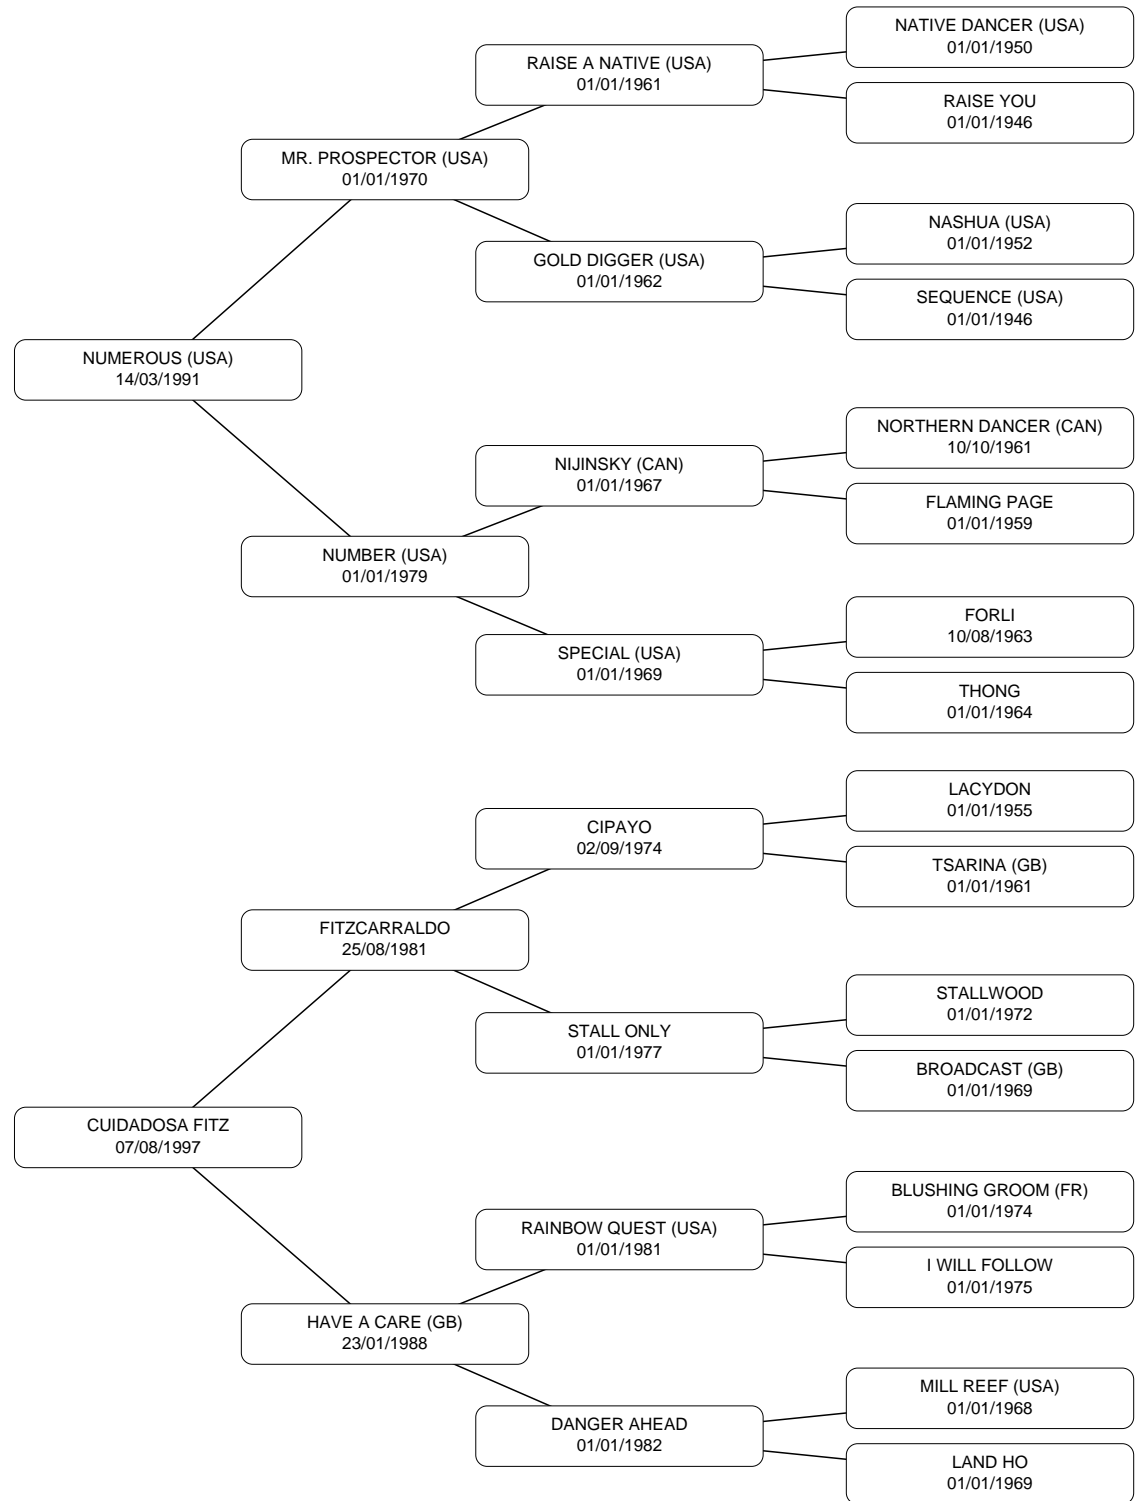 NATIVE DANCER (USA)
01/01/1950
RAISE A NATIVE (USA)
01/01/1961
RAISE YOU
01/01/1946
MR. PROSPECTOR (USA)
01/01/1970
NASHUA (USA)
01/01/1952
GOLD DIGGER (USA)
01/01/1962
SEQUENCE (USA)
01/01/1946
NUMEROUS (USA)
14/03/1991
NORTHERN DANCER (CAN)
10/10/1961
NIJINSKY (CAN)
01/01/1967
FLAMING PAGE
01/01/1959
NUMBER (USA)
01/01/1979
FORLI
10/08/1963
SPECIAL (USA)
01/01/1969
THONG
01/01/1964
LACYDON
01/01/1955
CIPAYO
02/09/1974
TSARINA (GB)
01/01/1961
FITZCARRALDO
25/08/1981
STALLWOOD
01/01/1972
STALL ONLY
01/01/1977
BROADCAST (GB)
01/01/1969
CUIDADOSA FITZ
07/08/1997
BLUSHING GROOM (FR)
01/01/1974
RAINBOW QUEST (USA)
01/01/1981
I WILL FOLLOW
01/01/1975
HAVE A CARE (GB)
23/01/1988
MILL REEF (USA)
01/01/1968
DANGER AHEAD
01/01/1982
LAND HO
01/01/1969